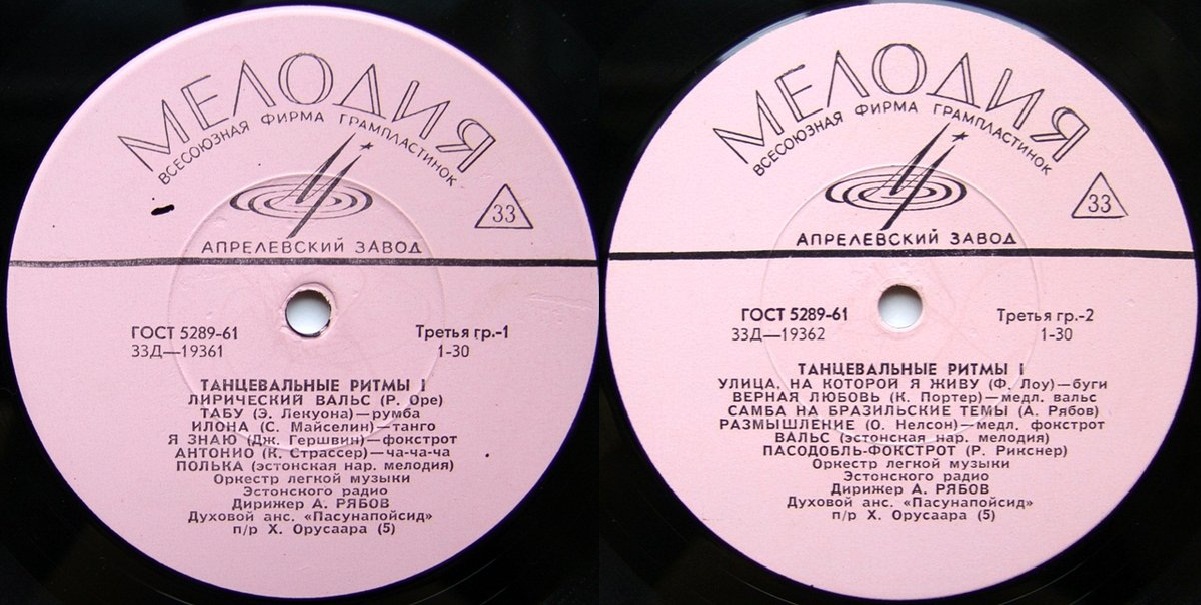 МЕЛОДИЯ
ВСЕСОЮЗНАЯ ФИРМА ГРАМПЛАСТИНОК
33
АПРЕЛЕВСКИЙ ЗАВОД
ГОСТ 5289-61
Третья гр.-1
33Д—19361
1-30
ТАНЦЕВАЛЬНЫЕ РИТМЫ I
ЛИРИЧЕСКИЙ ВАЛЬС (Р. Оре)
ТАБУ (Э. Лекуона)—румба
ИЛОНА (С. Майселин)—танго
Я ЗНАЮ (Дж. Гершвин)—фокстрот
АНТОНИО (К. Страссер)—ча-ча-ча
ПОЛЬКА (эстонская нар. мелодия)
Оркестр легкой музыки
Эстонского радио
Дирижер А. РЯБОВ
Духовой анс. «Пасунапойсид»
п/р Х. Орусаара (5)
МЕЛОДИЯ
ВСЕСОЮЗНАЯ ФИРМА ГРАМПЛАСТИНОК
33
АПРЕЛЕВСКИЙ ЗАВОД
ГОСТ 5289-61
Третья гр.-2
33Д—19362
1-30
ТАНЦЕВАЛЬНЫЕ РИТМЫ I
УЛИЦА, НА КОТОРОЙ Я ЖИВУ (Ф. Лоу)—буги
ВЕРНАЯ ЛЮБОВЬ (К. Портер)—медл. вальс
САМБА НА БРАЗИЛЬСКИЕ ТЕМЫ (А. Рябов)
РАЗМЫШЛЕНИЕ (О. Нелсон)—медл. фокстрот
ВАЛЬС (эстонская нар. мелодия)
ПАСОДОБЛЬ-ФОКСТРОТ (Р. Рикснер)
Оркестр легкой музыки
Эстонского радио
Дирижер А. РЯБОВ
Духовой анс. «Пасунапойсид»
п/р Х. Орусаара (5)